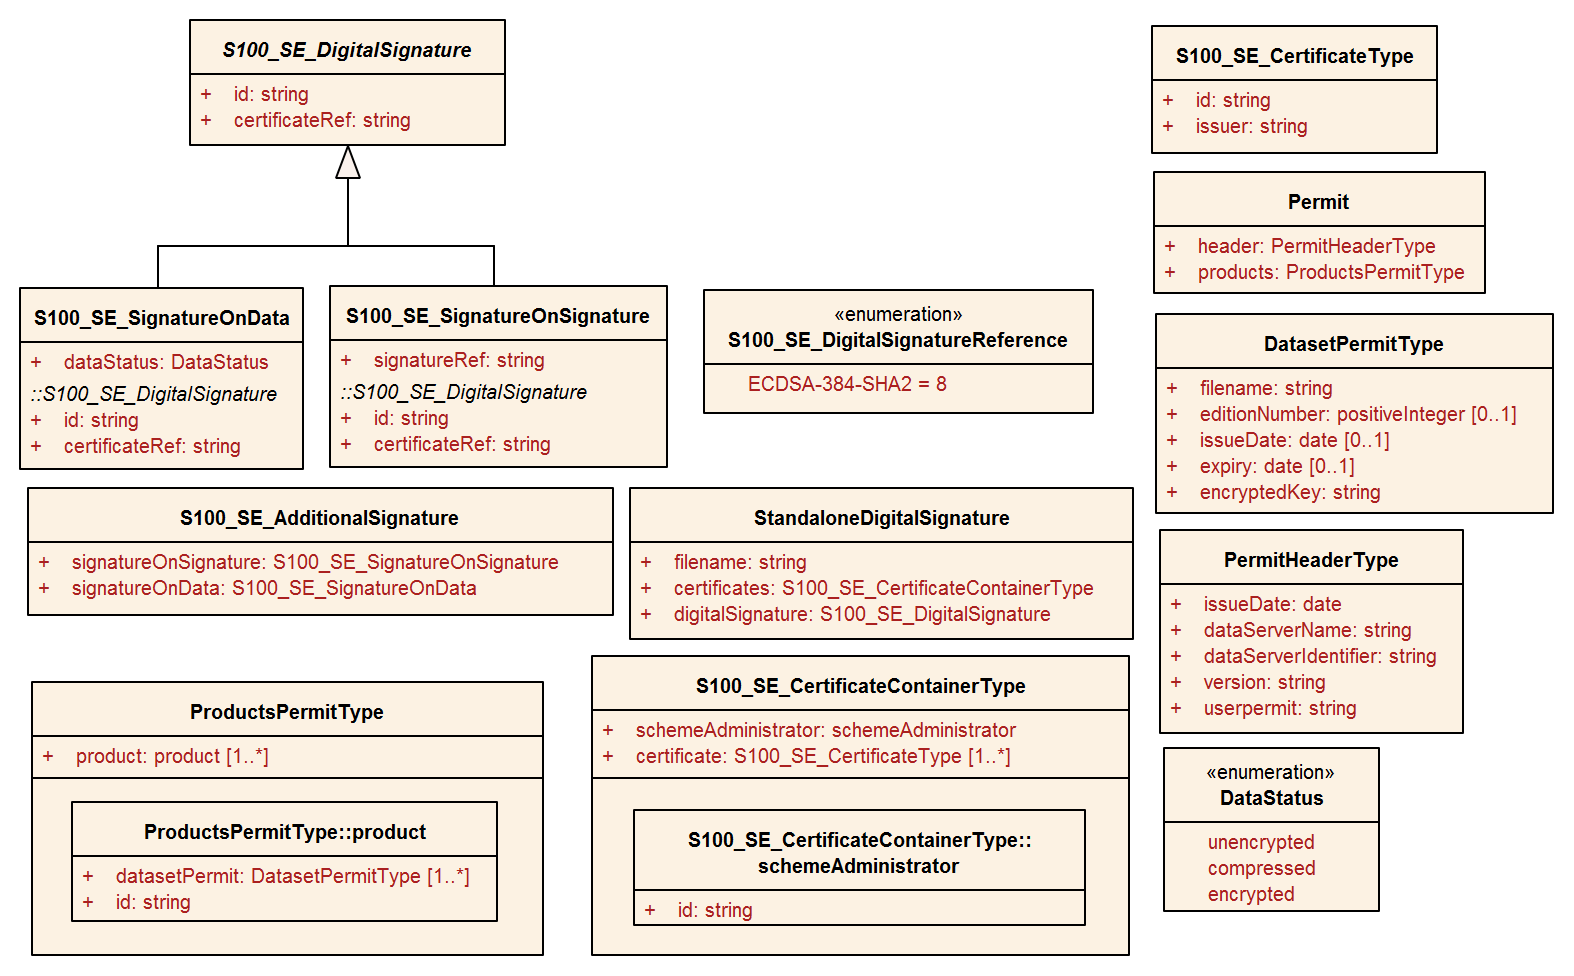 S100_SE_DigitalSignature
+ id: string
+ certificateRef: string
S100_SE_SignatureOnData
+ dataStatus: DataStatus
::S100_SE_DigitalSignature
+ id: string
+ certificateRef: string
S100_SE_SignatureOnSignature
+ signatureRef: string
::S100_SE_DigitalSignature
+ id: string
+ certificateRef: string
«enumeration»
S100_SE_DigitalSignatureReference
ECDSA-384-SHA2 = 8
S100_SE_AdditionalSignature
+ signatureOnSignature: S100_SE_SignatureOnSignature
+ signatureOnData: S100_SE_SignatureOnData
StandaloneDigitalSignature
+ filename: string
+ certificates: S100_SE_CertificateContainerType
+ digitalSignature: S100_SE_DigitalSignature
ProductsPermitType
+ product: product [1..*]
ProductsPermitType::product
+ datasetPermit: DatasetPermitType [1..*]
+ id: string
S100_SE_CertificateContainerType
+ schemeAdministrator: schemeAdministrator
+ certificate: S100_SE_CertificateType [1..*]
S100_SE_CertificateContainerType::
schemeAdministrator
+ id: string
S100_SE_CertificateType
+ id: string
+ issuer: string
Permit
+ header: PermitHeaderType
+ products: ProductsPermitType
DatasetPermitType
+ filename: string
+ editionNumber: positiveInteger [0..1]
+ issueDate: date [0..1]
+ expiry: date [0..1]
+ encryptedKey: string
PermitHeaderType
+ issueDate: date
+ dataServerName: string
+ dataServerIdentifier: string
+ version: string
+ userpermit: string
«enumeration»
DataStatus
unencrypted
compressed
encrypted